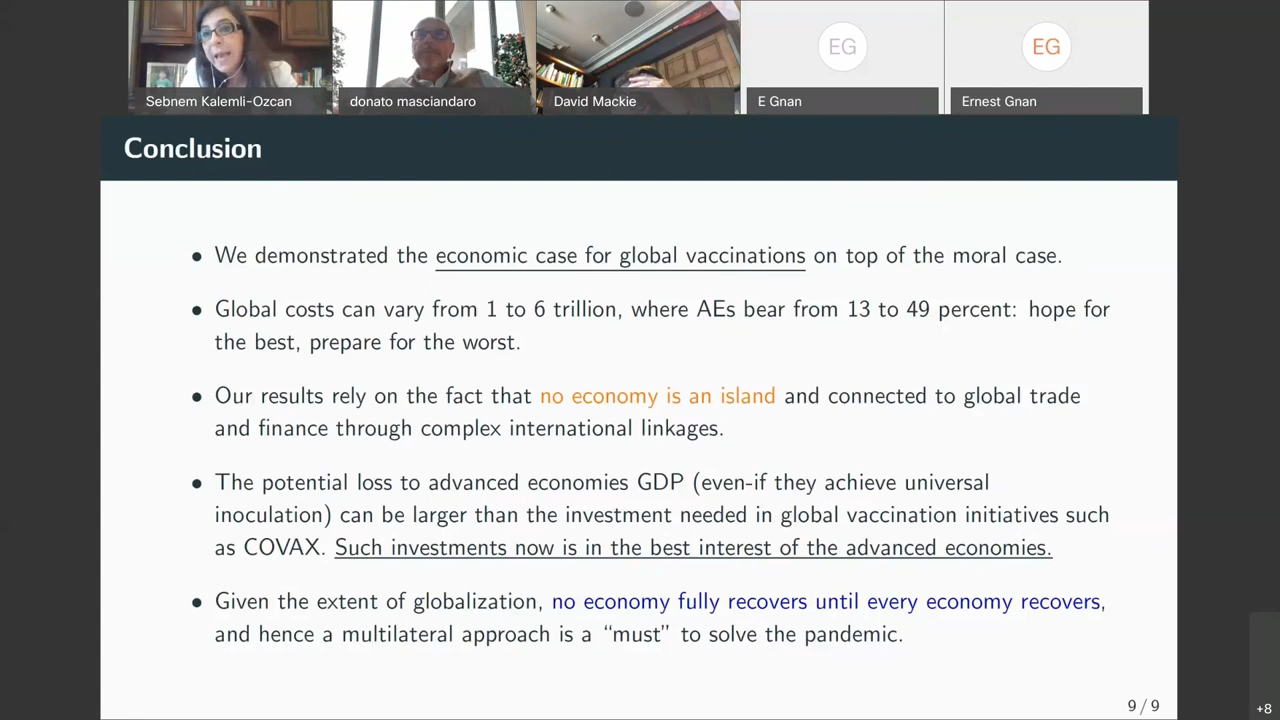 EG
EG
Sebnem Kalemli-Ozcan
donato masciandaro
David Mackie
E Gnan
Ernest Gnan
Conclusion
• We demonstrated the economic case for global vaccinations on top of the moral case.
• Global costs can vary from 1 to 6 trillion, where AEs bear from 13 to 49 percent: hope for
the best, prepare for the worst.
• Our results rely on the fact that no economy is an island and connected to global trade
and finance through complex international linkages.
• The potential loss to advanced economies GDP (even-if they achieve universal
inoculation) can be larger than the investment needed in global vaccination initiatives such
as COVAX. Such investments now is in the best interest of the advanced economies.
• Given the extent of globalization, no economy fully recovers until every economy recovers,
and hence a multilateral approach is a “must” to solve the pandemic.
9 / 9
+8